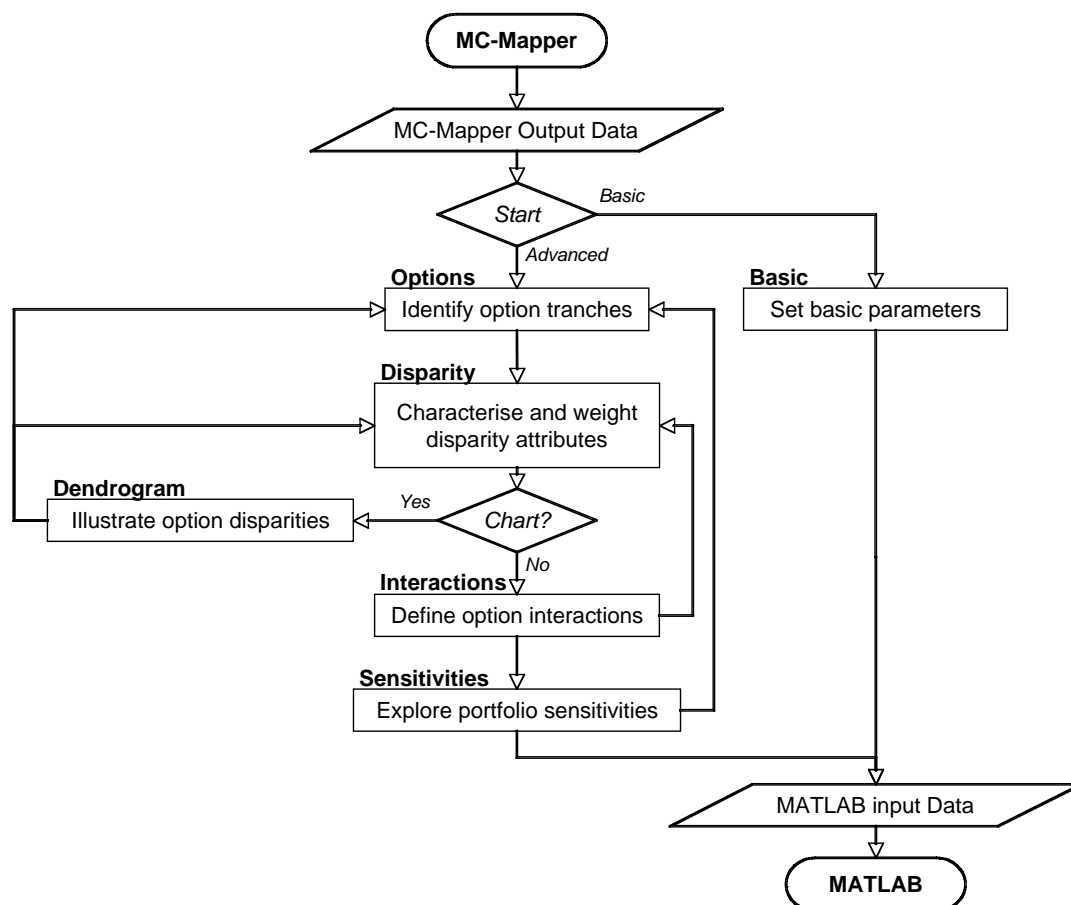 MC-Mapper
MC-Mapper Output Data
Start
Basic
Advanced
Options
Identify option tranches
Basic
Set basic parameters
Disparity
Characterise and weight
disparity attributes
Dendrogram
Illustrate option disparities
Yes
Chart?
No
Interactions
Define option interactions
Sensitivities
Explore portfolio sensitivities
MATLAB input Data
MATLAB